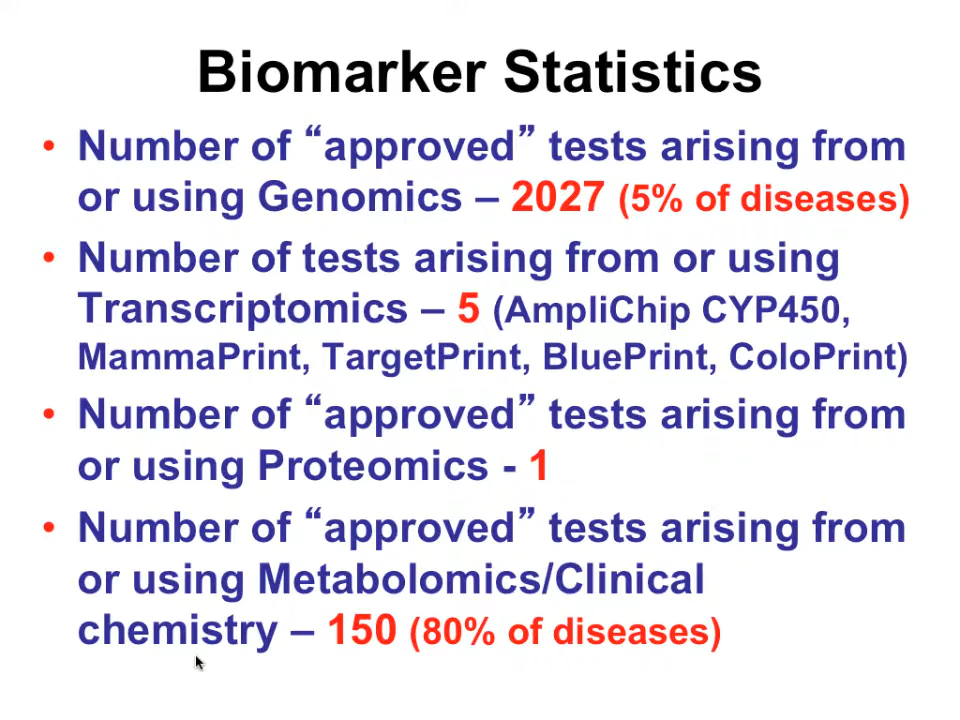 Biomarker Statistics
• Number of “approved” tests arising from
or using Genomics – 2027 (5% of diseases)
• Number of tests arising from or using
Transcriptomics – 5 (AmpliChip CYP450,
MammaPrint, TargetPrint, BluePrint, ColoPrint)
• Number of “approved” tests arising from
or using Proteomics - 1
• Number of “approved” tests arising from
or using Metabolomics/Clinical
chemistry – 150 (80% of diseases)